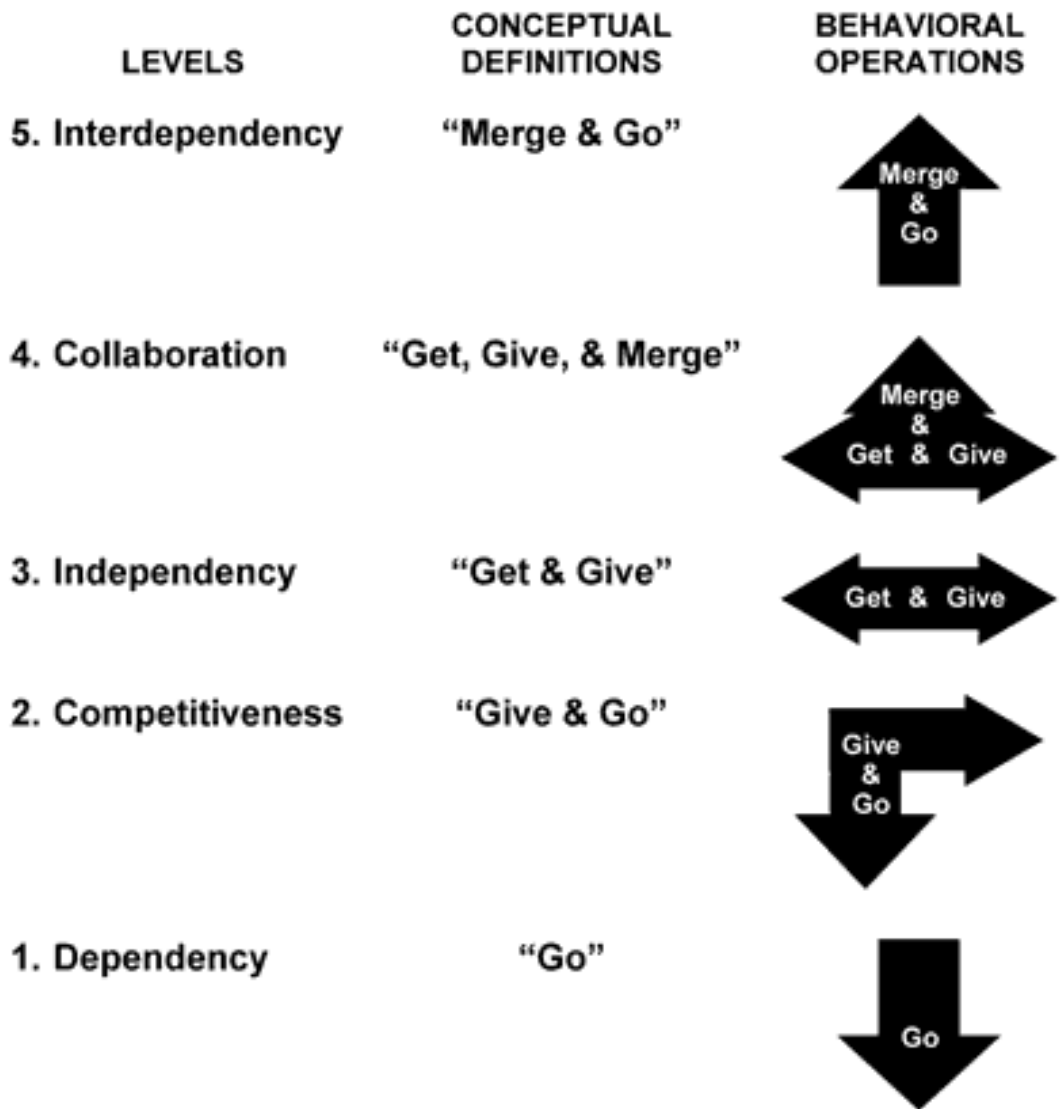 LEVELS
CONCEPTUAL
DEFINITIONS
BEHAVIORAL
OPERATIONS
5. Interdependency
“Merge & Go”
Merge
&
Go
4. Collaboration
“Get, Give, & Merge”
Merge
&
Get & Give
3. Independency
“Get & Give”
Get & Give
2. Competitiveness
“Give & Go”
Give
&
Go
1. Dependency
“Go”
Go